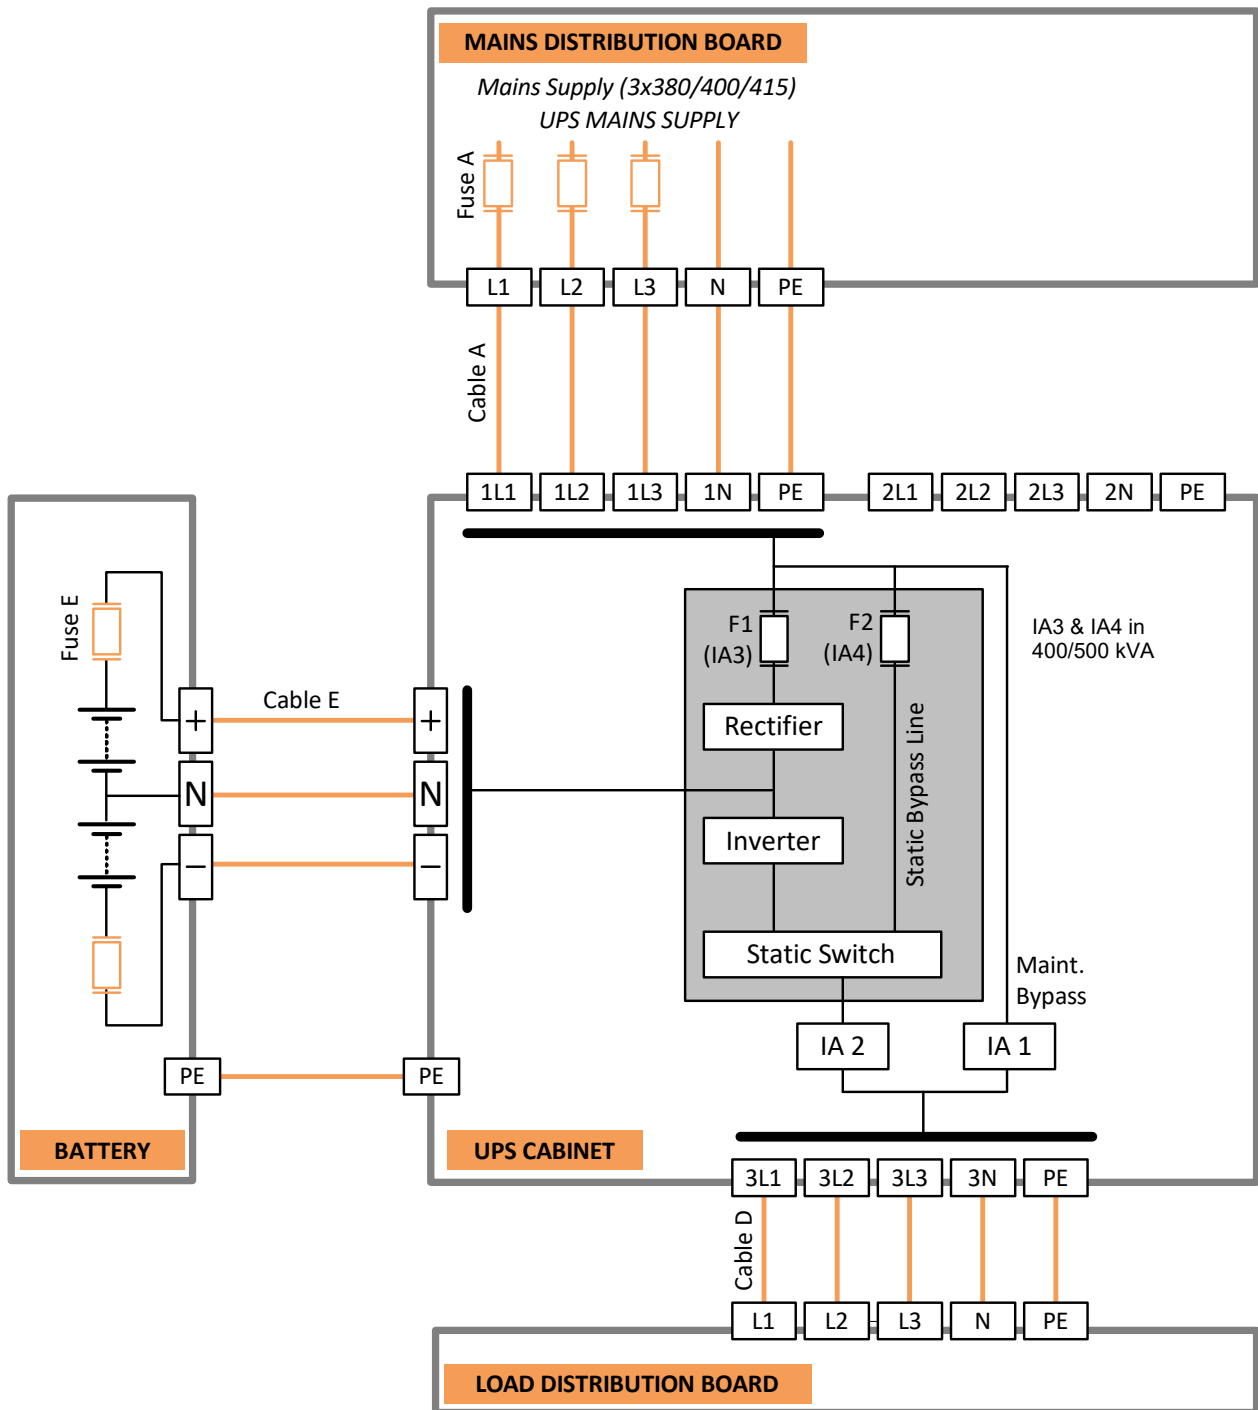 MAINS DISTRIBUTION BOARD
Mains Supply (3x380/400/415)
UPS MAINS SUPPLY
Fuse A
L1 L2 L3 N PE
Cable A
1L1 1L2 1L3 1N PE 2L1 2L2 2L3 2N PE
Fuse E
F1
(IA3)
F2
(IA4)
IA3 & IA4 in
400/500 kVA
+ Cable E +
Rectifier
Static Bypass Line
N N
Inverter
− −
Static Switch
Maint.
Bypass
IA 2 IA 1
PE PE
BATTERY
UPS CABINET
3L1 3L2 3L3 3N PE
Cable D
L1 L2 L3 N PE
LOAD DISTRIBUTION BOARD